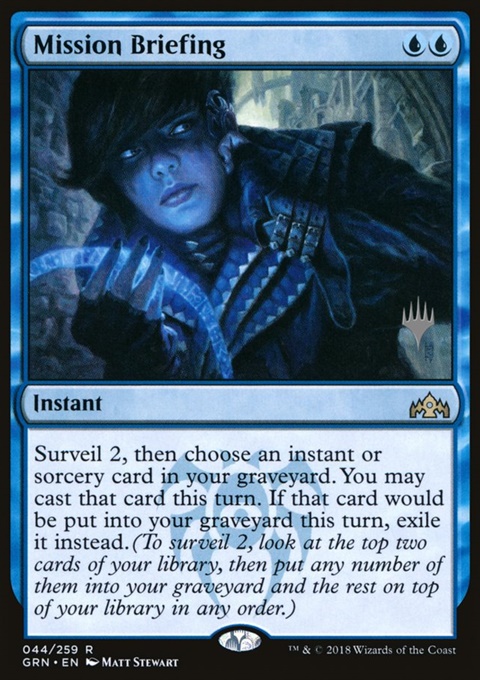 Mission Briefing
Instant
Surveil 2, then choose an instant or
sorcery card in your graveyard. You may
cast that card this turn. If that card would
be put into your graveyard this turn, exile
it instead. (To surveil 2, look at the top two
cards of your library, then put any number of
them into your graveyard and the rest on top
of your library in any order.)
044/259 R
GRN • EN Matt Stewart
™ & © 2018 Wizards of the Coast